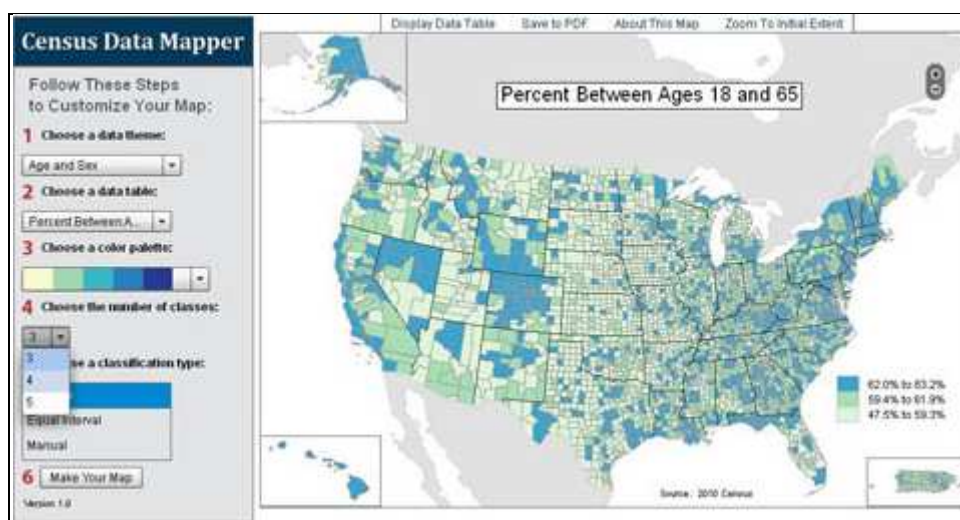 Census Data Mapper
Display Data Table Save to PDF About This Map Zoom To Initial Extent
Follow These Steps
to Customize Your Map:
1 Choose a data theme:
Age and Sex
2 Choose a data table:
Percent Between A...
3 Choose a color palette:
4 Choose the number of classes:
3
3
4
5
se a classification type:
Equal Interval
Manual
6 Make Your Map
Version 1.0
Percent Between Ages 18 and 65
62.0% to 83.2%
59.4% to 61.9%
47.5% to 59.3%
Source: 2010 Census